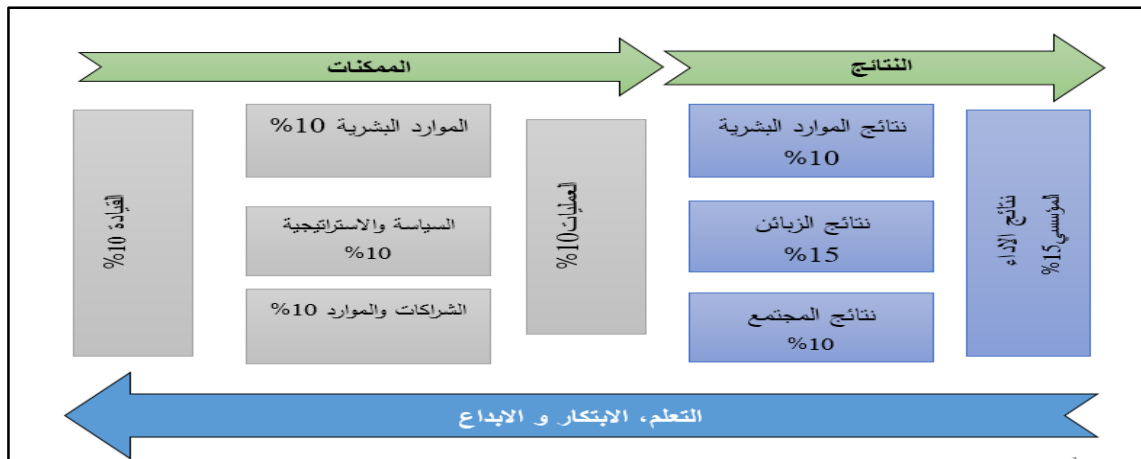 الممكنات
النتائج
القيادة 10%
الموارد البشرية 10%
السياسة والاستراتيجية
10%
الشراكات والموارد 10%
العمليات10%
نتائج الموارد البشرية
10%
نتائج الزبائن
15%
نتائج المجتمع
10%
نتائج الاداء
المؤسسي15%
التعلم، الابتكار و الابداع